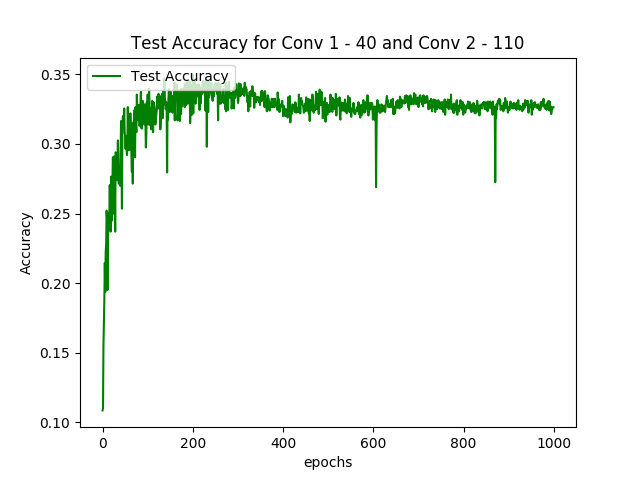 Test Accuracy for Conv 1 - 40 and Conv 2 - 110
Test Accuracy
0.35
0.30
0.25
0.20
0.15
0.10
Accuracy
0 200 400 600 800 1000
epochs